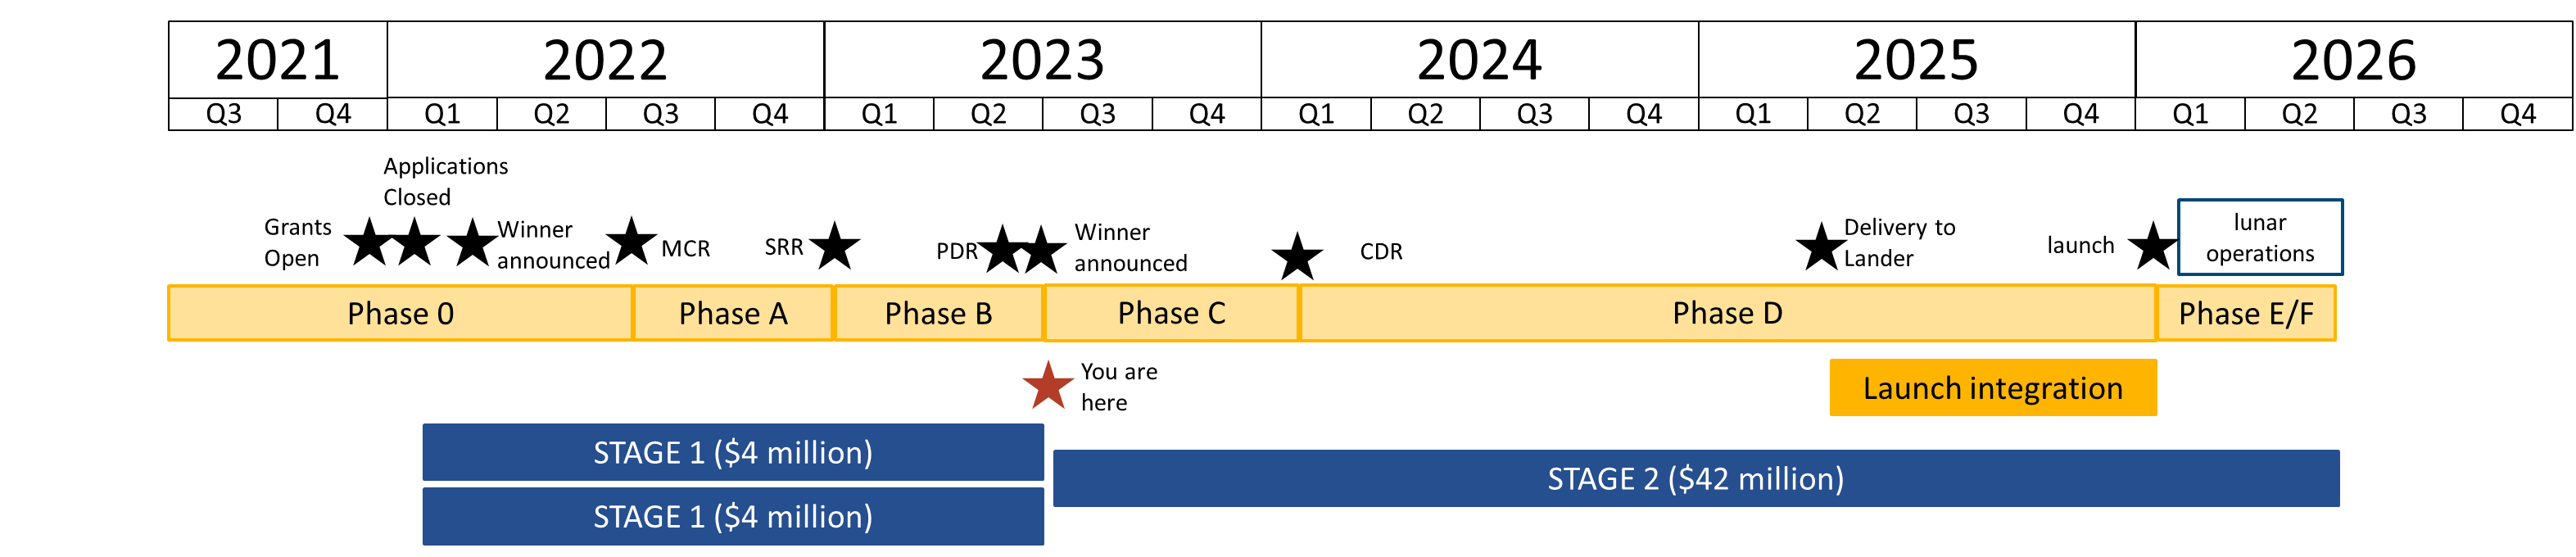 2021 2022 2023 2024 2025 2026
Q3 Q4 Q1 Q2 Q3 Q4 Q1 Q2 Q3 Q4 Q1 Q2 Q3 Q4 Q1 Q2 Q3 Q4 Q1 Q2 Q3 Q4
Applications
Closed
Grants
Open
Winner
announced
MCR
SRR
PDR
Winner
announced
CDR
Delivery to
Lander
launch
lunar
operations
Phase 0 Phase A Phase B Phase C Phase D Phase E/F
You are
here
Launch integration
STAGE 1 ($4 million)
STAGE 2 ($42 million)
STAGE 1 ($4 million)